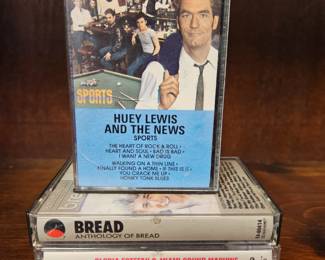 SPORTS
HUEY LEWIS
AND THE NEWS
SPORTS
THE HEART OF ROCK & ROLL •
HEART AND SOUL • BAD IS BAD •
I WANT A NEW DRUG
WALKING ON A THIN LINE •
FINALLY FOUND A HOME • IF THIS IS IT •
YOU CRACK ME UP •
HONKY TONK BLUES
BREAD
ANTHOLOGY OF BREAD